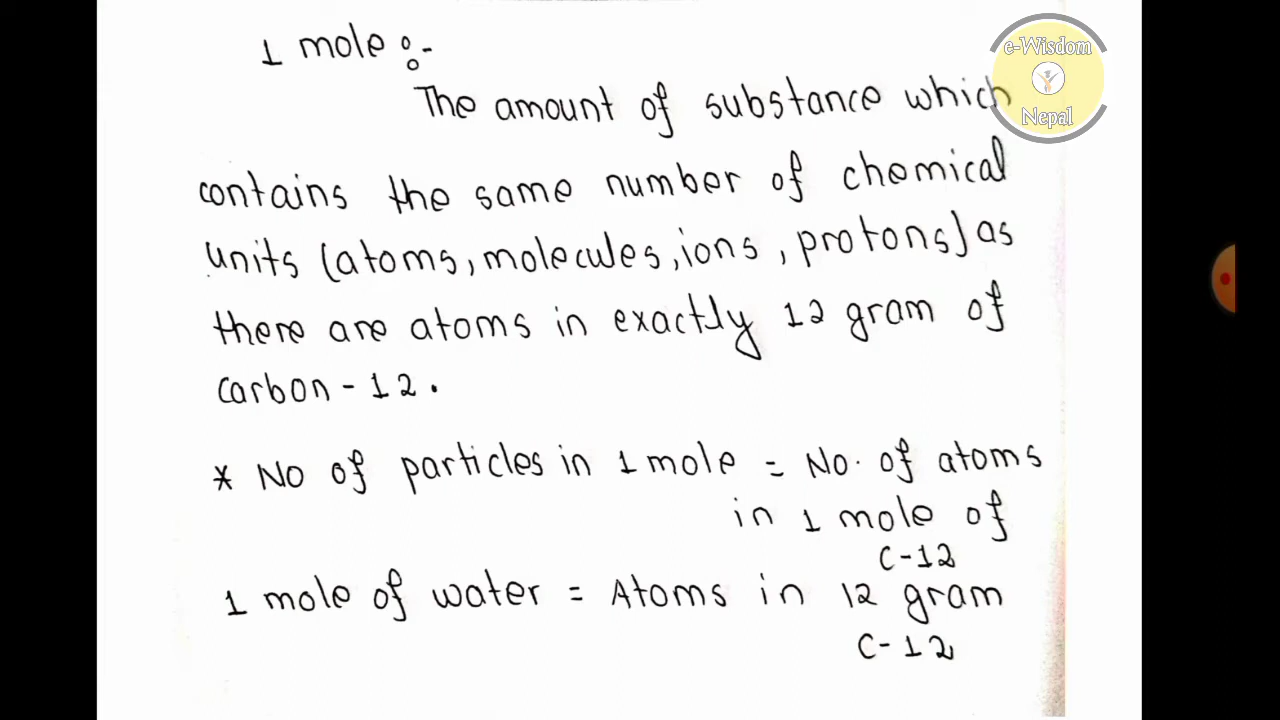 1 mole :-
The amount of substance which
contains the same number of chemical
units (atoms, molecules, ions, protons) as
there are atoms in exactly 12 gram of
carbon - 12.
* No of particles in 1 mole = No. of atoms
in 1 mole of
C-12
1 mole of water = Atoms in 12 gram
C-12
e-Wisdom
Nepal